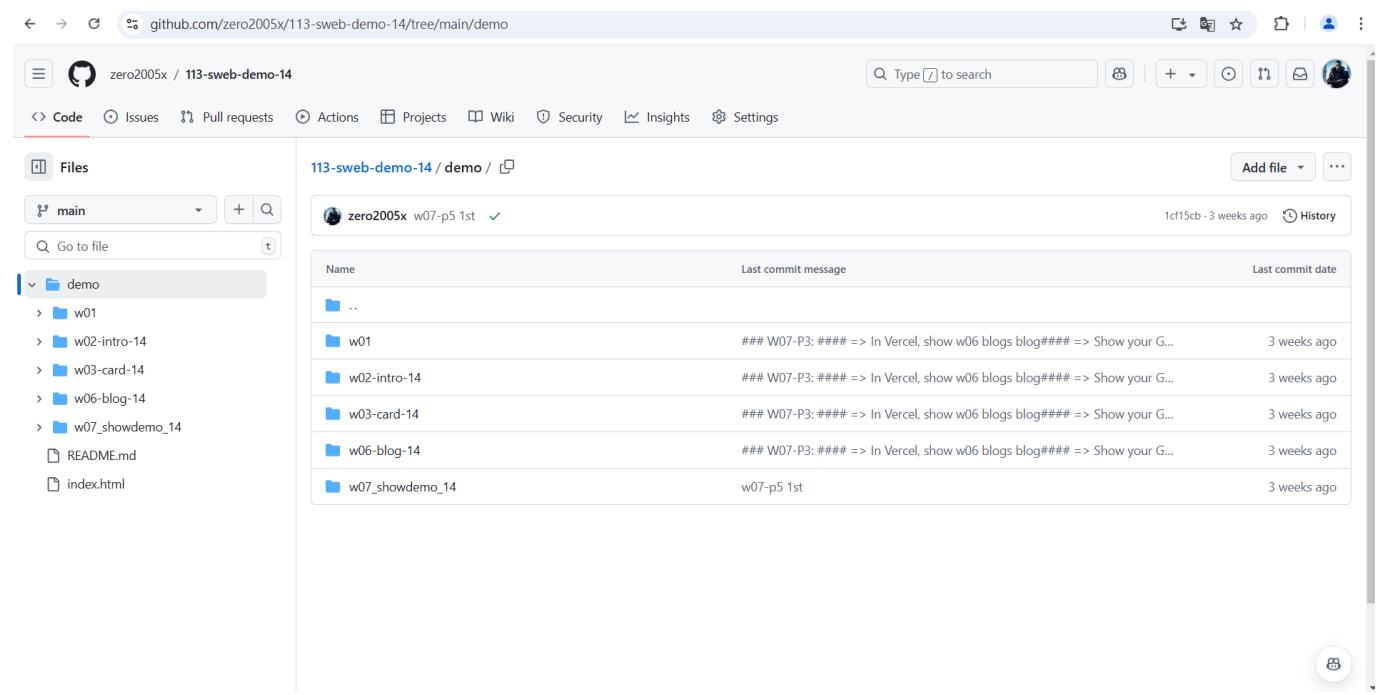 github.com/zero2005x/113-sweb-demo-14/tree/main/demo
zero2005x / 113-sweb-demo-14
Type / to search
Code Issues Pull requests Actions Projects Wiki Security Insights Settings
Files
main
Go to file t
demo
w01
w02-intro-14
w03-card-14
w06-blog-14
w07_showdemo_14
README.md
index.html
113-sweb-demo-14 / demo /
Add file
zero2005x w07-p5 1st 1cf15cb · 3 weeks ago History
Name Last commit message Last commit date
..
w01 ### W07-P3: #### => In Vercel, show w06 blogs blog#### => Show your G... 3 weeks ago
w02-intro-14 ### W07-P3: #### => In Vercel, show w06 blogs blog#### => Show your G... 3 weeks ago
w03-card-14 ### W07-P3: #### => In Vercel, show w06 blogs blog#### => Show your G... 3 weeks ago
w06-blog-14 ### W07-P3: #### => In Vercel, show w06 blogs blog#### => Show your G... 3 weeks ago
w07_showdemo_14 w07-p5 1st 3 weeks ago